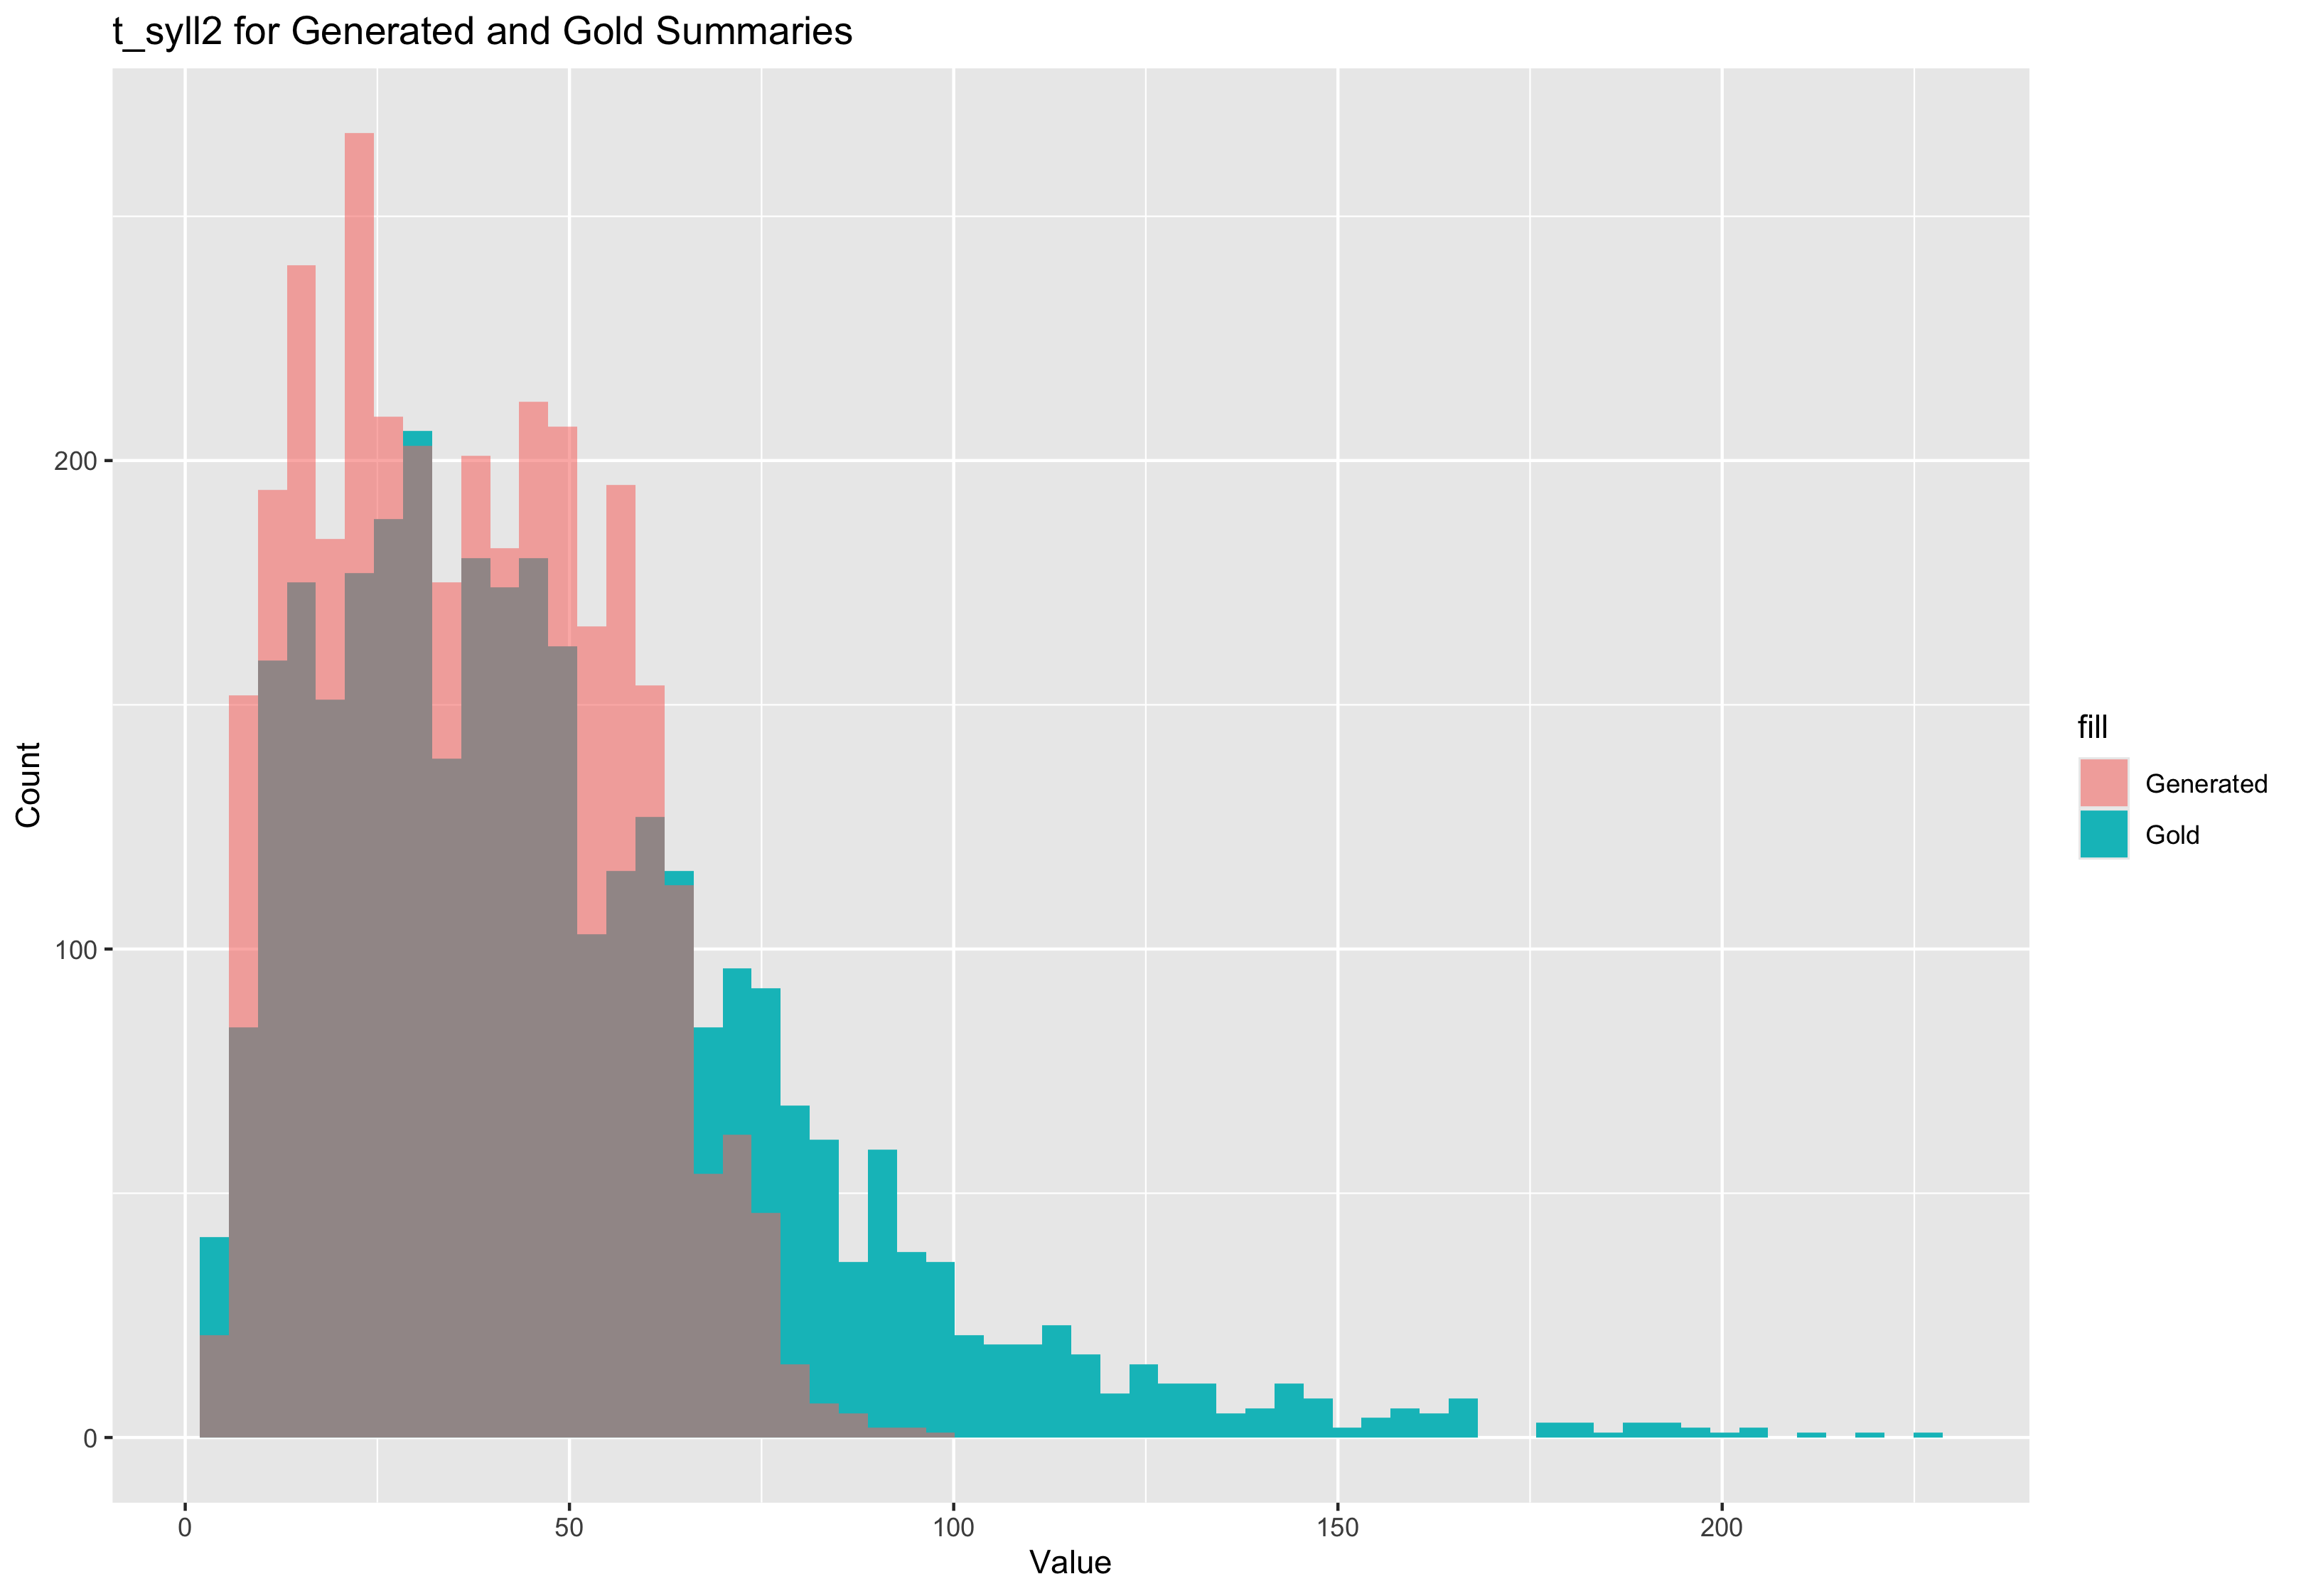 t_syll2 for Generated and Gold Summaries
200
100
0
Count
0 50 100 150 200
Value
fill
Generated
Gold